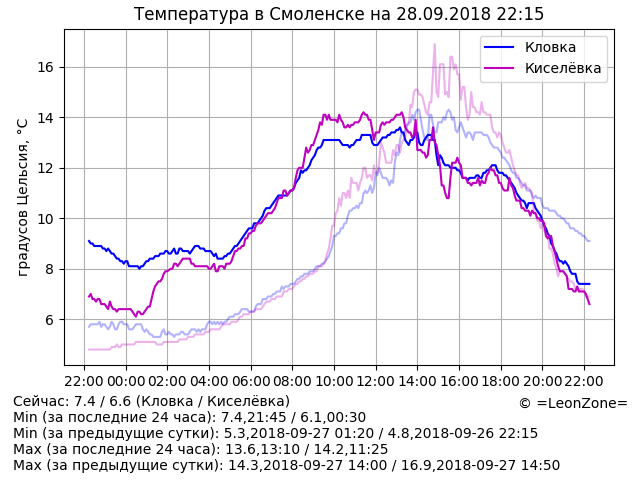 Температура в Смоленске на 28.09.2018 22:15
Кловка
Киселёвка
градусов Цельсия, °C
16
14
12
10
8
6
22:00 00:00 02:00 04:00 06:00 08:00 10:00 12:00 14:00 16:00 18:00 20:00 22:00
Сейчас: 7.4 / 6.6 (Кловка / Киселёвка)
© =LeonZone=
Min (за последние 24 часа): 7.4,21:45 / 6.1,00:30
Min (за предыдущие сутки): 5.3,2018-09-27 01:20 / 4.8,2018-09-26 22:15
Max (за последние 24 часа): 13.6,13:10 / 14.2,11:25
Max (за предыдущие сутки): 14.3,2018-09-27 14:00 / 16.9,2018-09-27 14:50